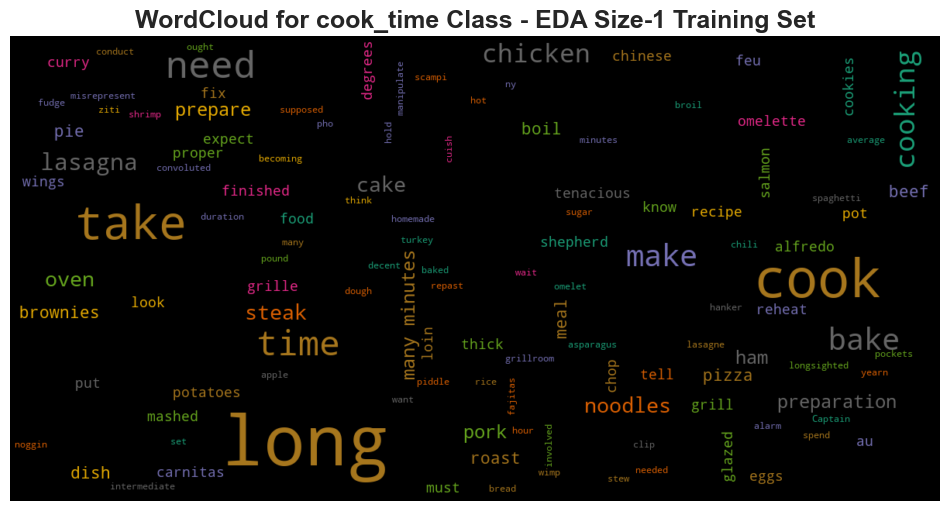 WordCloud for cook_time Class - EDA Size-1 Training Set
conduct
ought
need
curry
degrees
manipulate
scampi
chicken
chinese
feu
cookies
cooking
misrepresent
fudge
ziti
shrimp
fix
prepare
supposed
pho
hold
hot
ny
broil
omelette
average
pie
expect
proper
becoming
convoluted
cuish
boil
minutes
salmon
lasagna
wings
finished
cake
think
tenacious
spaghetti
beef
take
duration
food
homemade
sugar
know
recipe
pot
many
turkey
shepherd
chili
alfredo
pound
decent
baked
wait
make
cook
oven
grille
dough
many minutes
repast
omelet
reheat
brownies
look
steak
meal
hanker
time
loin
thick
asparagus
lasagne
bake
grillroom
ham
pockets
longsighted
yearn
put
apple
piddle
rice
fajitas
chop
tell
pizza
potatoes
want
noodles
grill
preparation
mashed
long
pork
hour
involved
Captain
alarm
spend
au
noggin
set
clip
glazed
dish
carnitas
roast
wimp
stew
needed
eggs
intermediate
must
bread